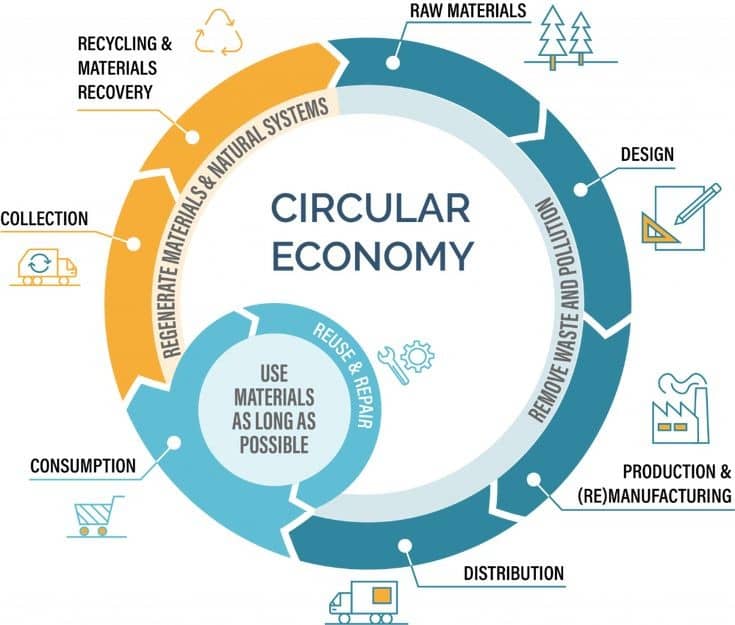 RAW MATERIALS
RECYCLING &
MATERIALS
RECOVERY
DESIGN
COLLECTION
REGENERATE MATERIALS & NATURAL SYSTEMS
CIRCULAR
ECONOMY
REMOVE WASTE AND POLLUTION
REUSE & REPAIR
USE
MATERIALS
AS LONG AS
POSSIBLE
CONSUMPTION
PRODUCTION &
(RE)MANUFACTURING
DISTRIBUTION